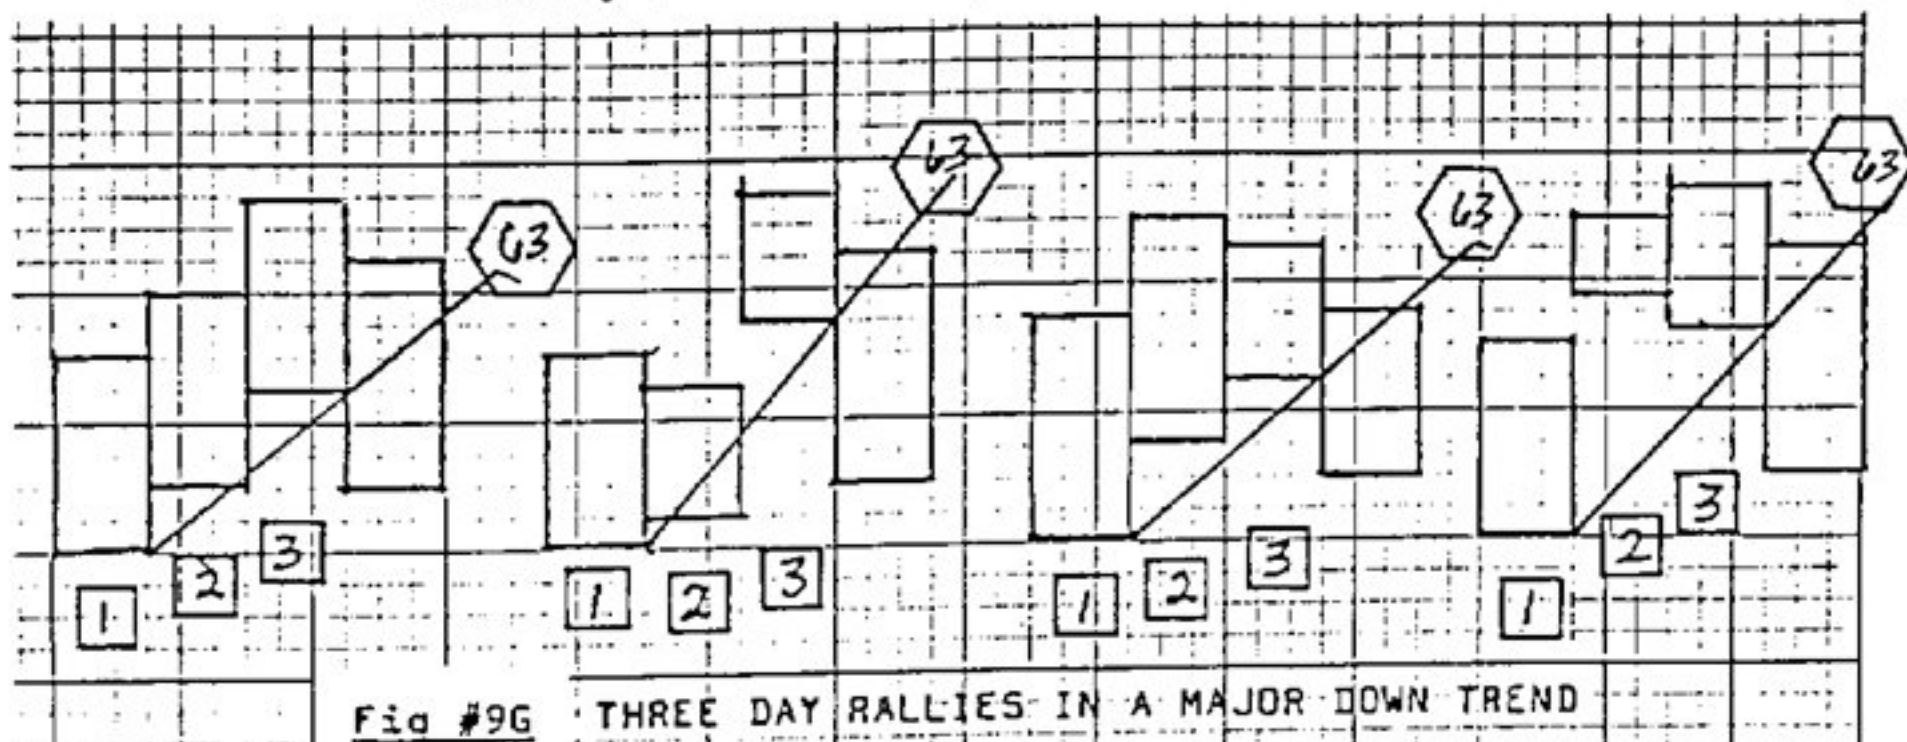 63 63 63 63
1 2 3 1 2 3 1 2 3 1 2 3
Fig #9G THREE DAY RALLIES IN A MAJOR DOWN TREND